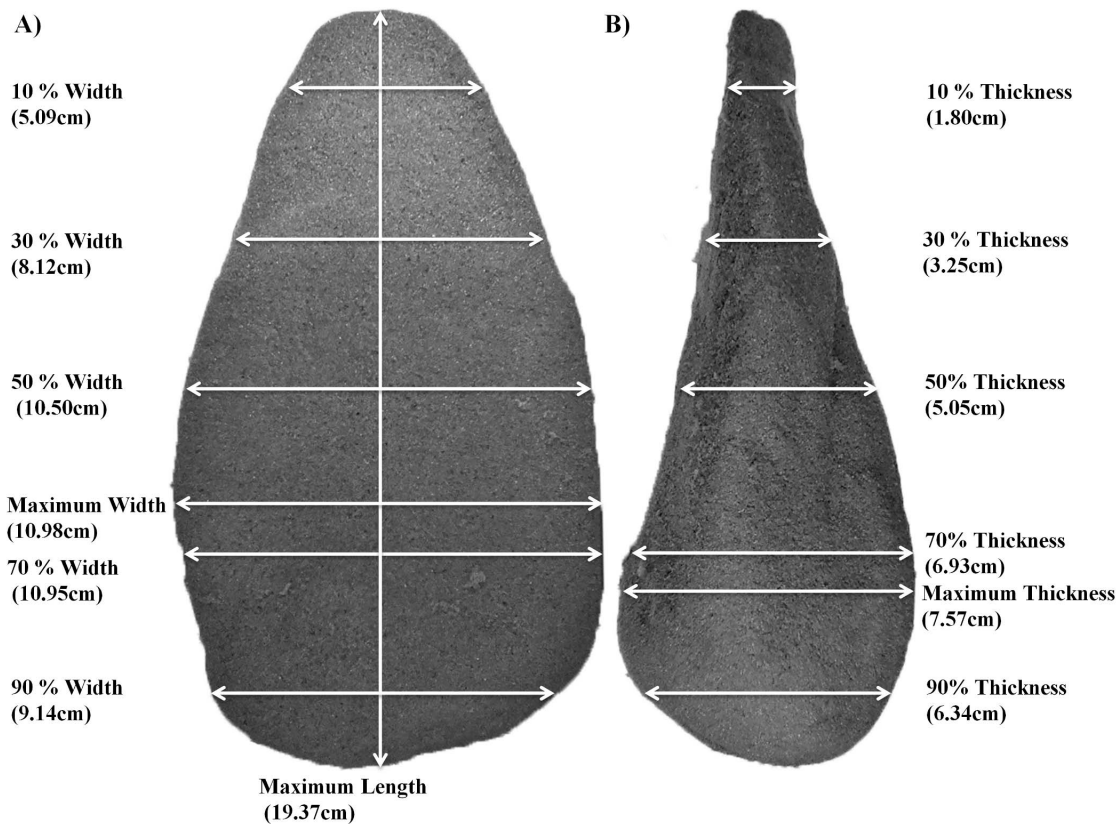 A)
10 % Width
(5.09cm)
30 % Width
(8.12cm)
50 % Width
(10.50cm)
Maximum Width
(10.98cm)
70 % Width
(10.95cm)
90 % Width
(9.14cm)
Maximum Length
(19.37cm)
B)
10 % Thickness
(1.80cm)
30 % Thickness
(3.25cm)
50% Thickness
(5.05cm)
70% Thickness
(6.93cm)
Maximum Thickness
(7.57cm)
90% Thickness
(6.34cm)